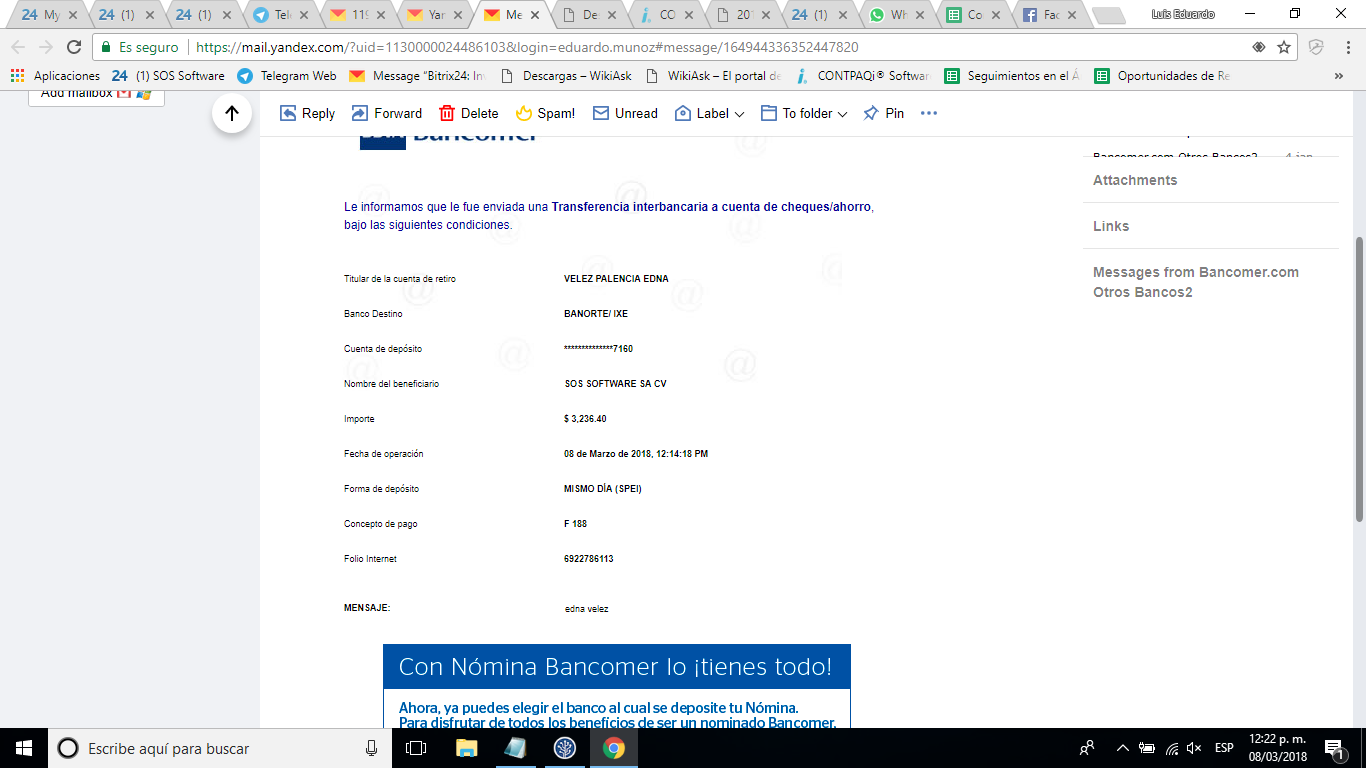 24 My
24 (1)
24 (1)
Tele
119
Yar
Me
De
CO
201
24 (1)
Wh
Co
Fac
Luis Eduardo
Es seguro
https://mail.yandex.com/?uid=1130000024486103&login=eduardo.munoz#message/164944336352447820
Aplicaciones
24 (1) SOS Software
Telegram Web
Message "Bitrix24: In
Descargas – WikiAsk
WikiAsk – El portal de
CONTPAQi® Softwar
Seguimientos en el Á
Oportunidades de Re
»
Add mailbox
Reply
Forward
Delete
Spam!
Unread
Label
To folder
Pin
Bancomer
Bancomer.com Otros Bancos2 4 jan
Attachments
Links
Messages from Bancomer.com
Otros Bancos2
Le informamos que le fue enviada una Transferencia interbancaria a cuenta de cheques/ahorro,
bajo las siguientes condiciones.
Titular de la cuenta de retiro VELEZ PALENCIA EDNA
Banco Destino BANORTE/ IXE
Cuenta de depósito **************7160
Nombre del beneficiario SOS SOFTWARE SA CV
Importe $ 3,236.40
Fecha de operación 08 de Marzo de 2018, 12:14:18 PM
Forma de depósito MISMO DÍA (SPEI)
Concepto de pago F 188
Folio Internet 6922786113
MENSAJE: edna velez
Con Nómina Bancomer lo ¡tienes todo!
Ahora, ya puedes elegir el banco al cual se deposite tu Nómina.
Para disfrutar de todos los beneficios de ser un nominado Bancomer,
Escribe aquí para buscar
ESP
12:22 p. m.
08/03/2018
1